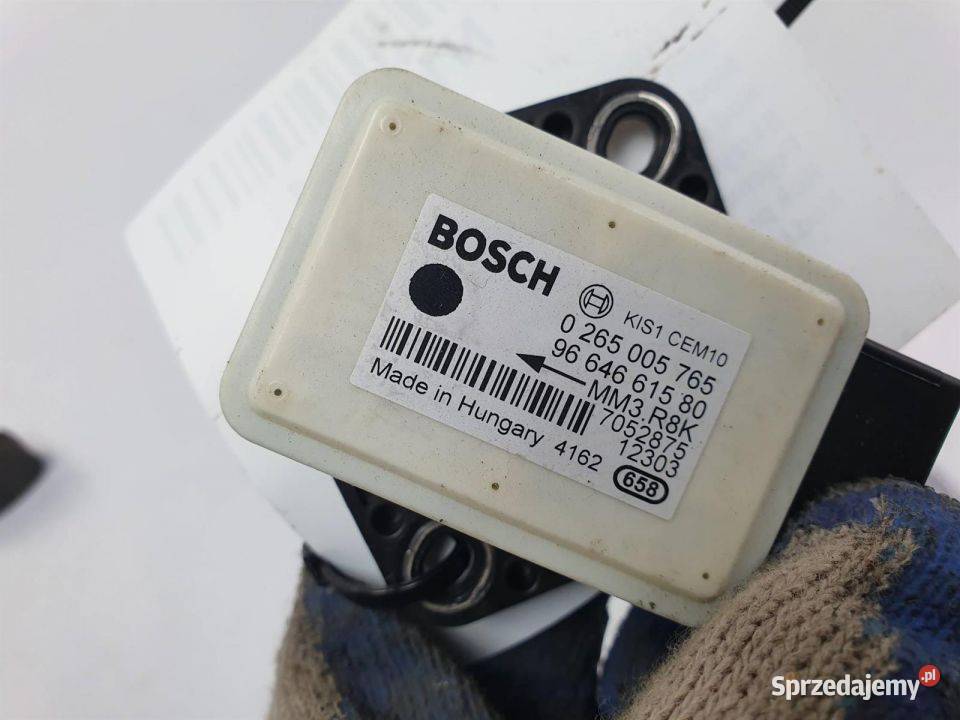 BOSCH
KIS1 CEM10
0 265 005 765
96 646 615 80
MM3.R8K
7052875
12303
Made in Hungary 4162
658
Sprzedajemy.pl